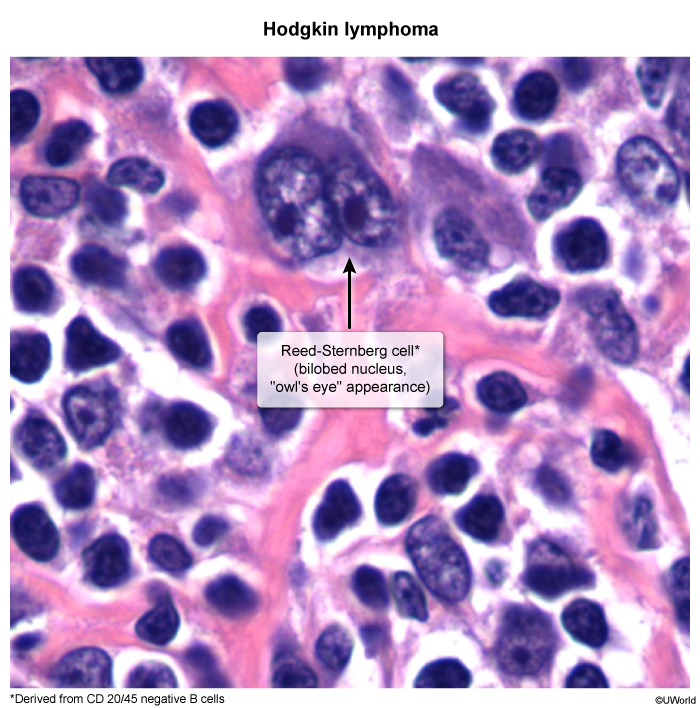 Hodgkin lymphoma
Reed-Sternberg cell*
(bilobed nucleus,
"owl's eye" appearance)
*Derived from CD 20/45 negative B cells
©UWorld